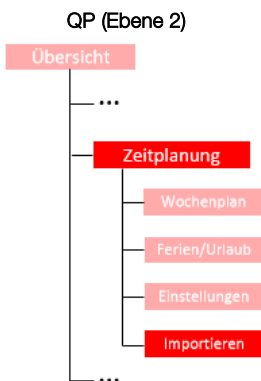 QP (Ebene 2)
Übersicht
...
Zeitplanung
Wochenplan
Ferien/Urlaub
Einstellungen
Importieren
...